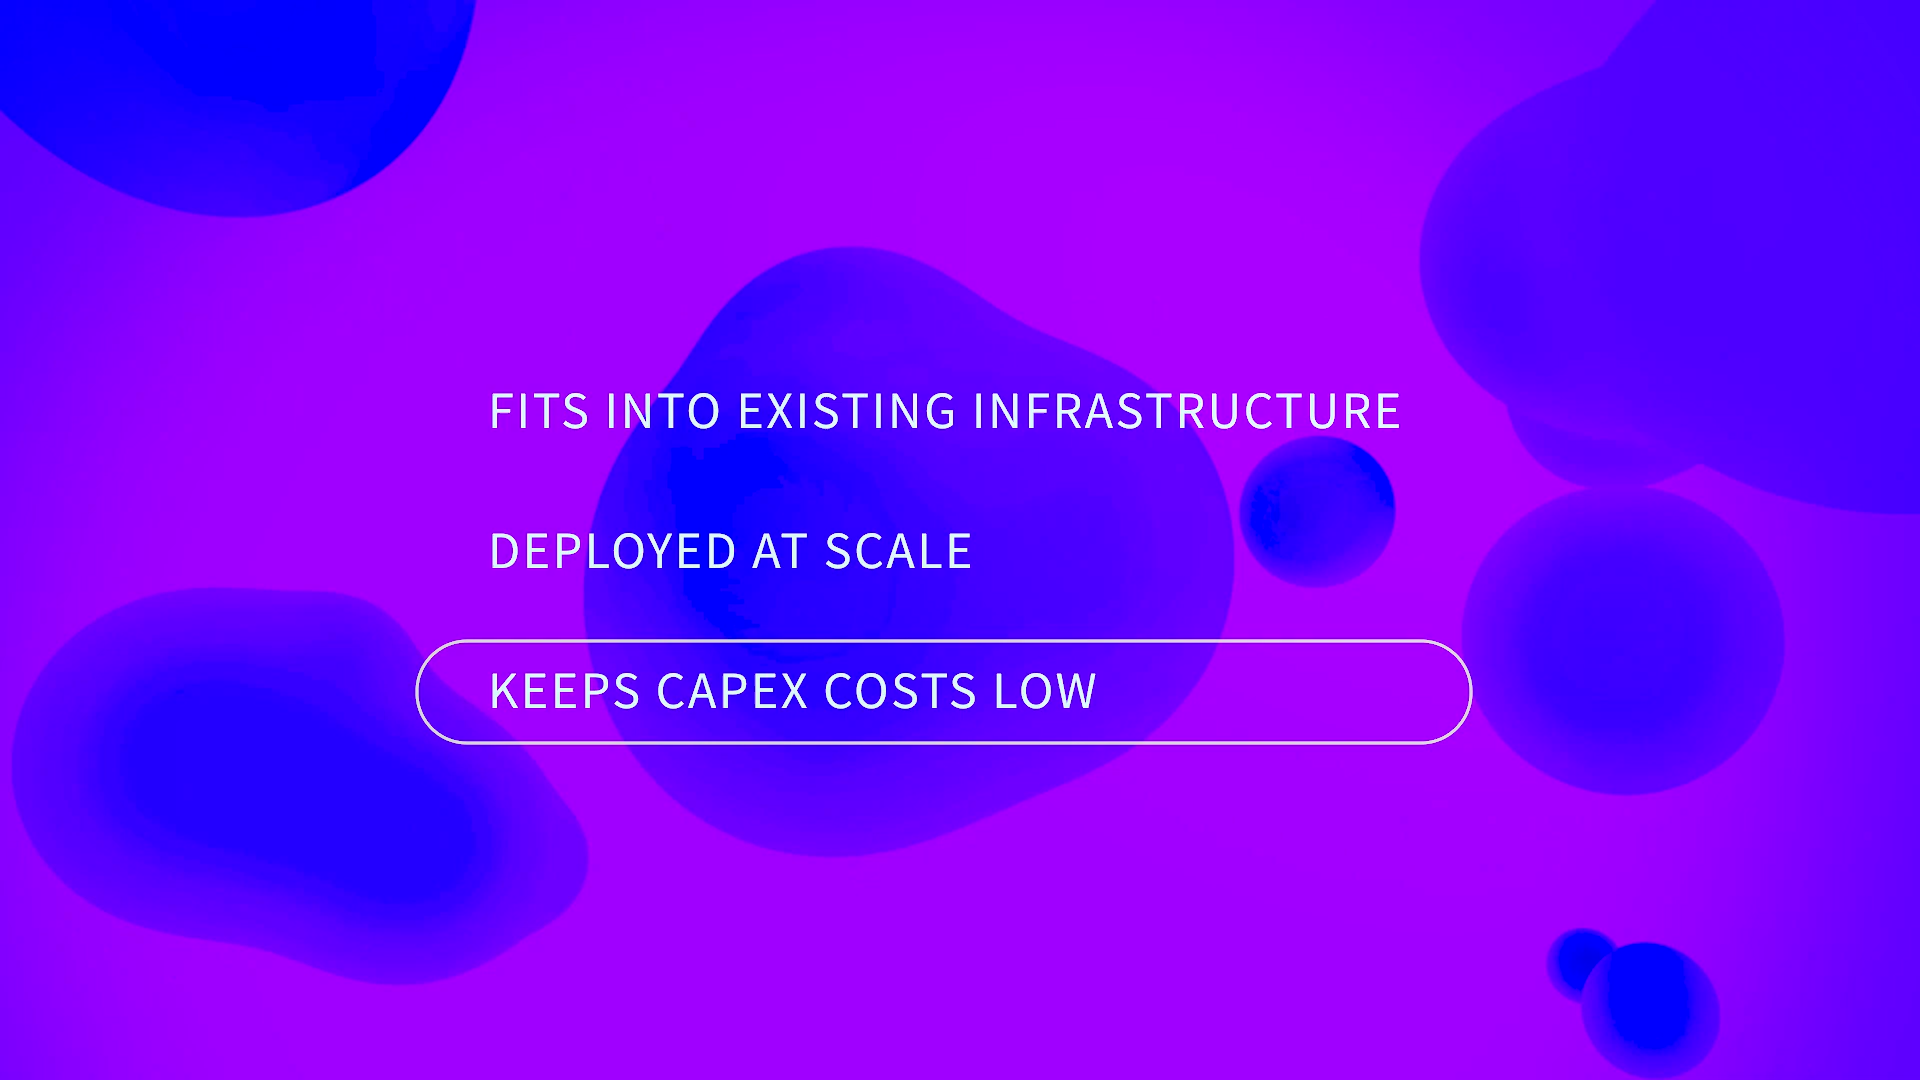 FITS INTO EXISTING INFRASTRUCTURE
DEPLOYED AT SCALE
KEEPS CAPEX COSTS LOW